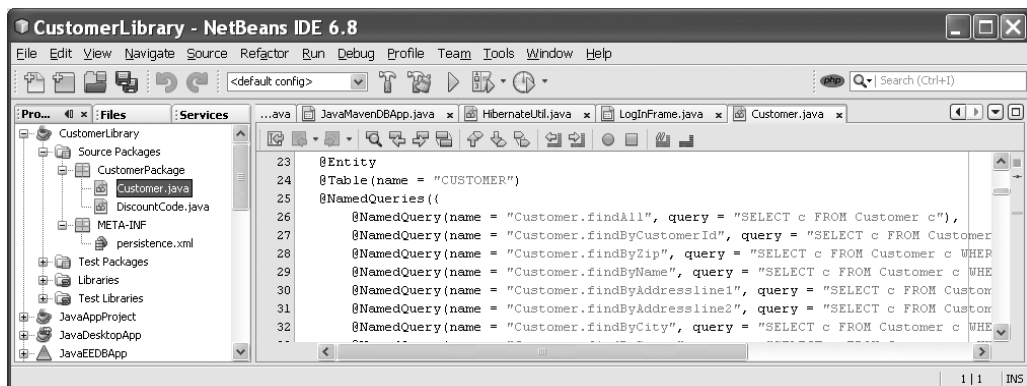 CustomerLibrary - NetBeans IDE 6.8
File Edit View Navigate Source Refactor Run Debug Profile Team Tools Window Help
<default config>
php
Search (Ctrl+I)
Pro... Files Services
...ava JavaMavenDBApp.java HibernateUtil.java LogInFrame.java Customer.java
CustomerLibrary
Source Packages
CustomerPackage
Customer.java
DiscountCode.java
META-INF
persistence.xml
Test Packages
Libraries
Test Libraries
JavaAppProject
JavaDesktopApp
JavaEEDBApp
23 @Entity
24 @Table(name = "CUSTOMER")
25 @NamedQueries({
26 @NamedQuery(name = "Customer.findAll", query = "SELECT c FROM Customer c"),
27 @NamedQuery(name = "Customer.findByCustomerId", query = "SELECT c FROM Customer
28 @NamedQuery(name = "Customer.findByZip", query = "SELECT c FROM Customer c WHER
29 @NamedQuery(name = "Customer.findByName", query = "SELECT c FROM Customer c WHE
30 @NamedQuery(name = "Customer.findByAddressline1", query = "SELECT c FROM Custom
31 @NamedQuery(name = "Customer.findByAddressline2", query = "SELECT c FROM Custom
32 @NamedQuery(name = "Customer.findByCity", query = "SELECT c FROM Customer c WHE
1 | 1 INS